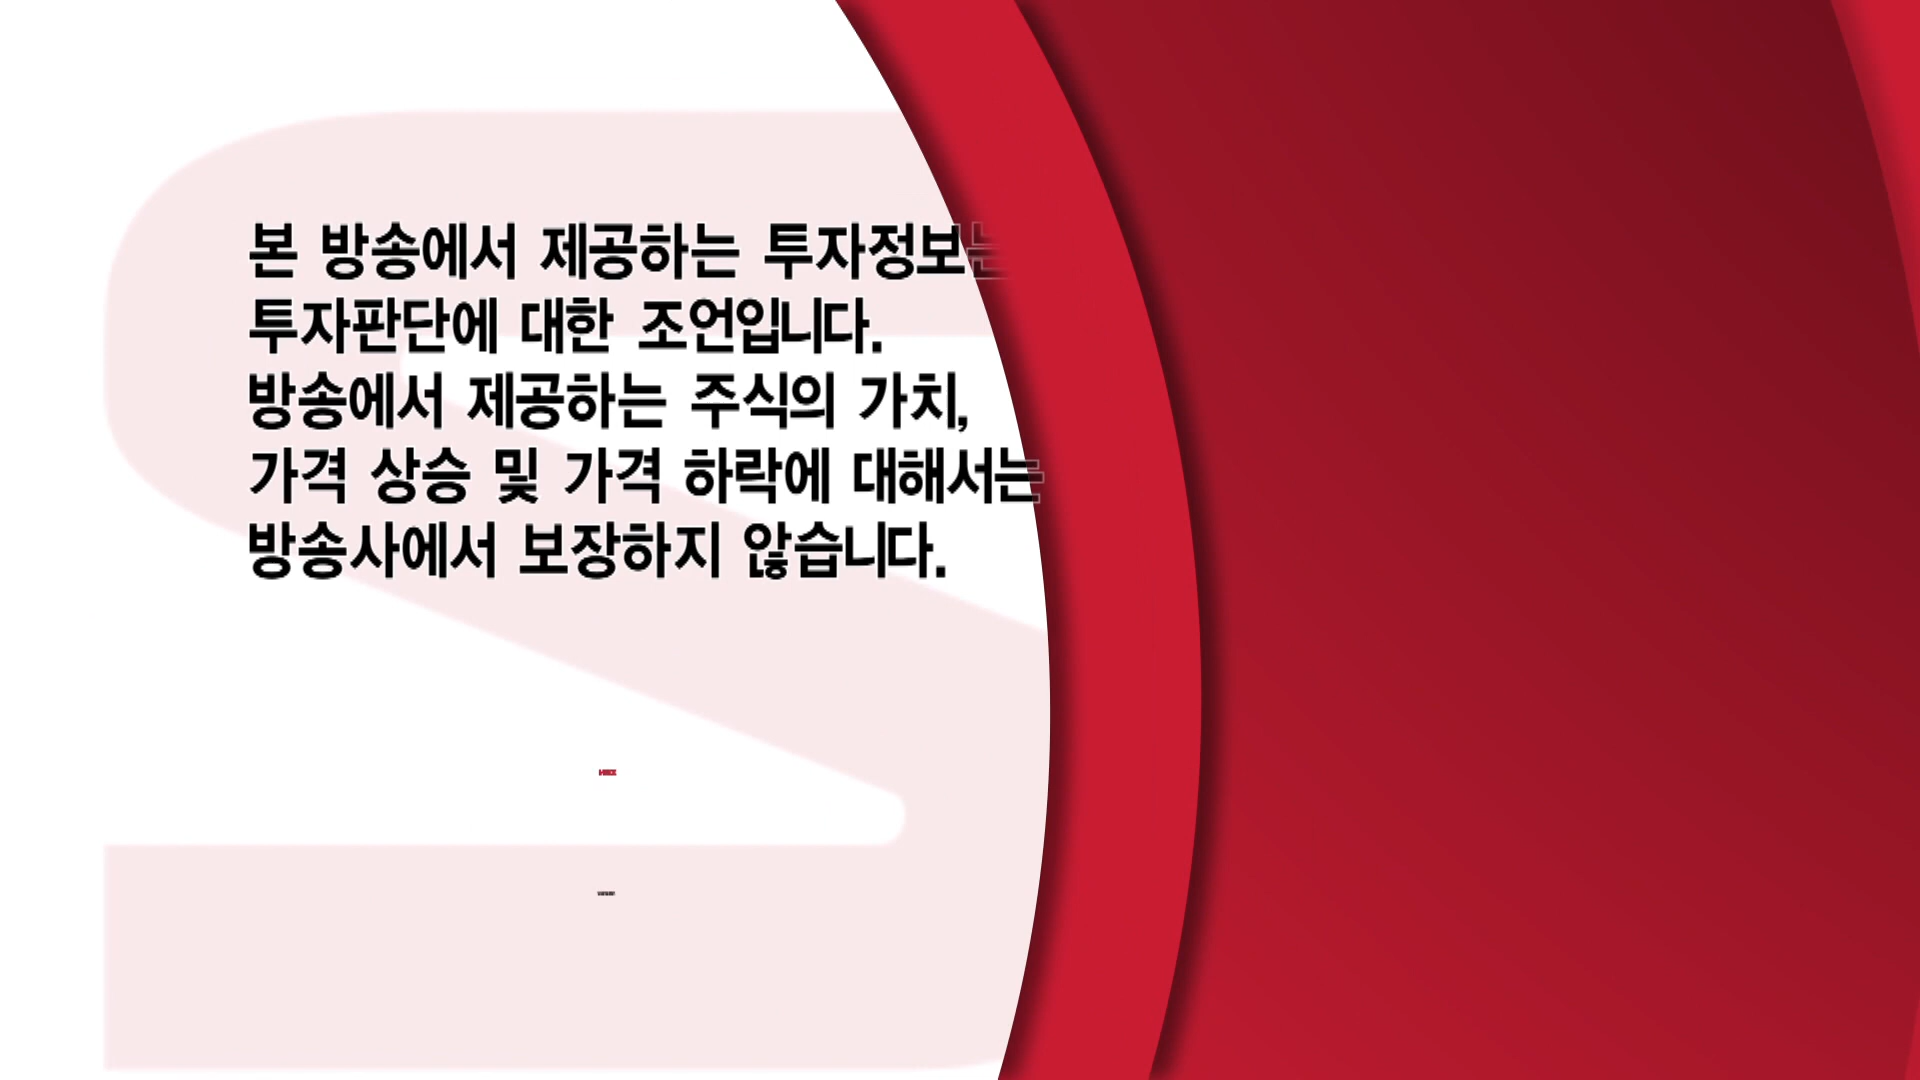 본 방송에서 제공하는 투자정보는
투자판단에 대한 조언입니다.
방송에서 제공하는 주식의 가치,
가격 상승 및 가격 하락에 대해서는
방송사에서 보장하지 않습니다.